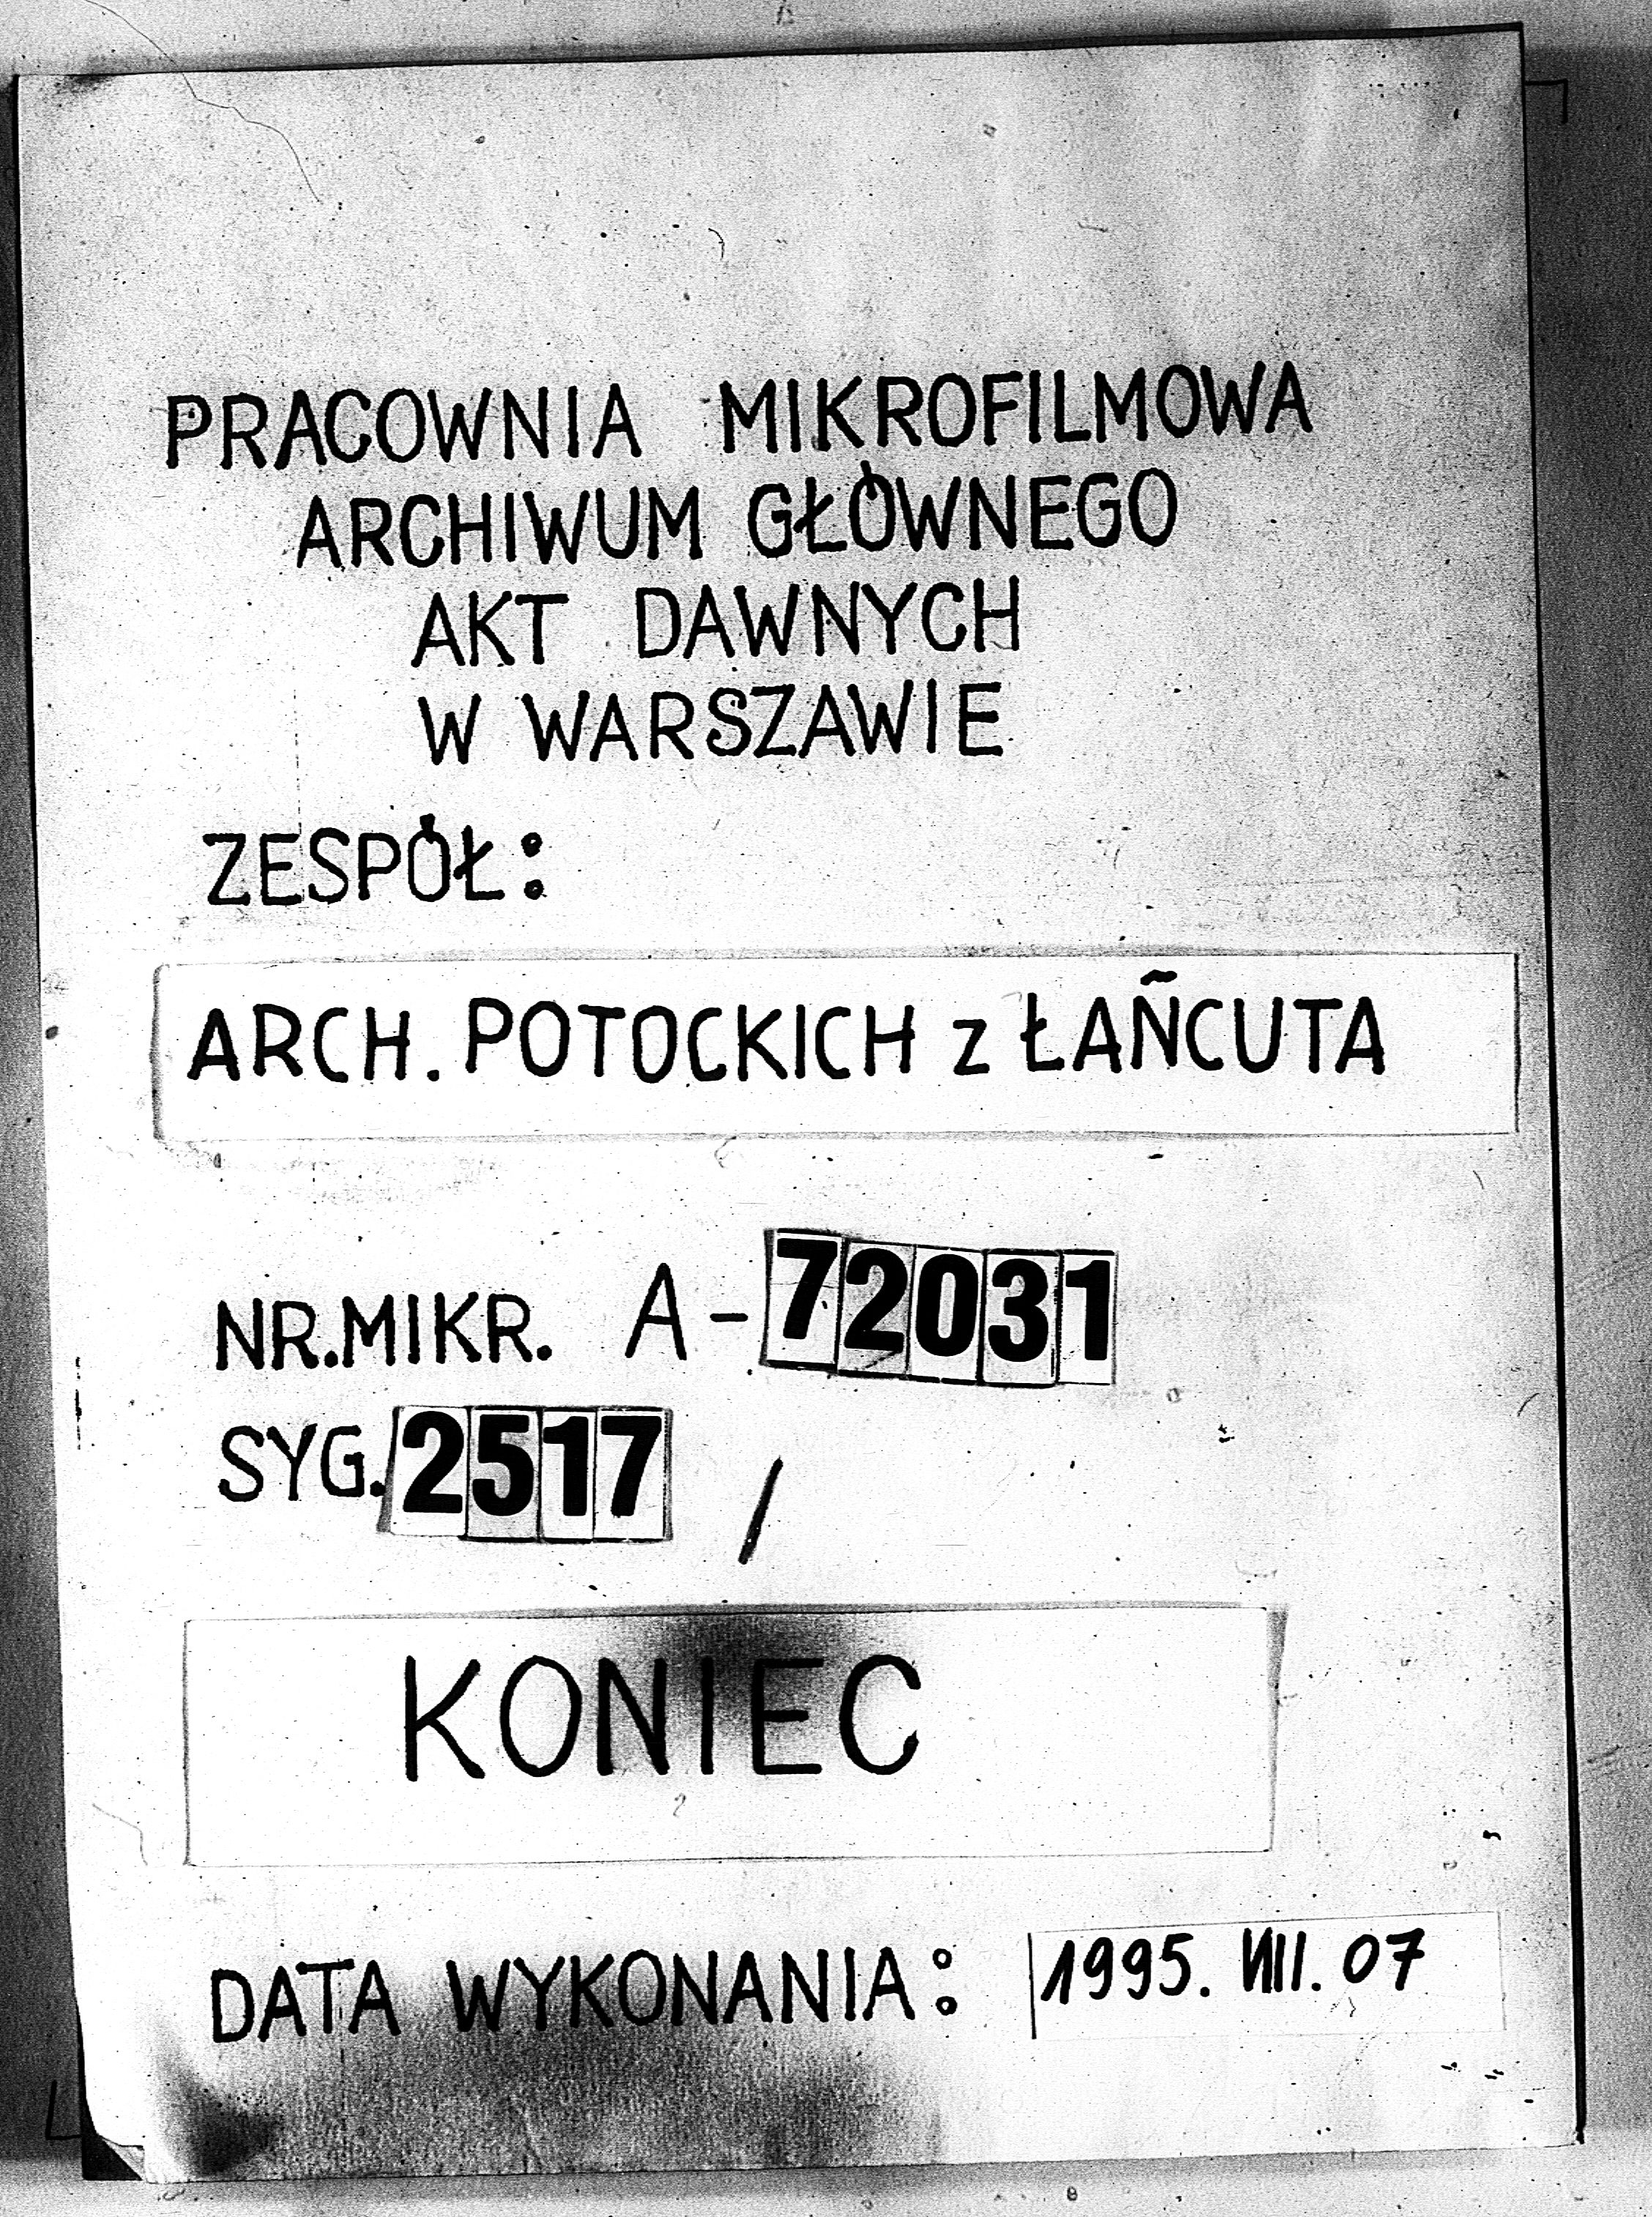 PRACOWNIA MIKROFILMOWA
ARCHIWUM GŁÓWNEGO
AKT DAWNYCH
W WARSZAWIE
ZESPÓŁ:
ARCH. POTOCKICH z ŁAŃCUTA
NR.MIKR. A-72031
SYG. 2517 /
KONIEC
DATA WYKONANIA: 1995. VIII. 07